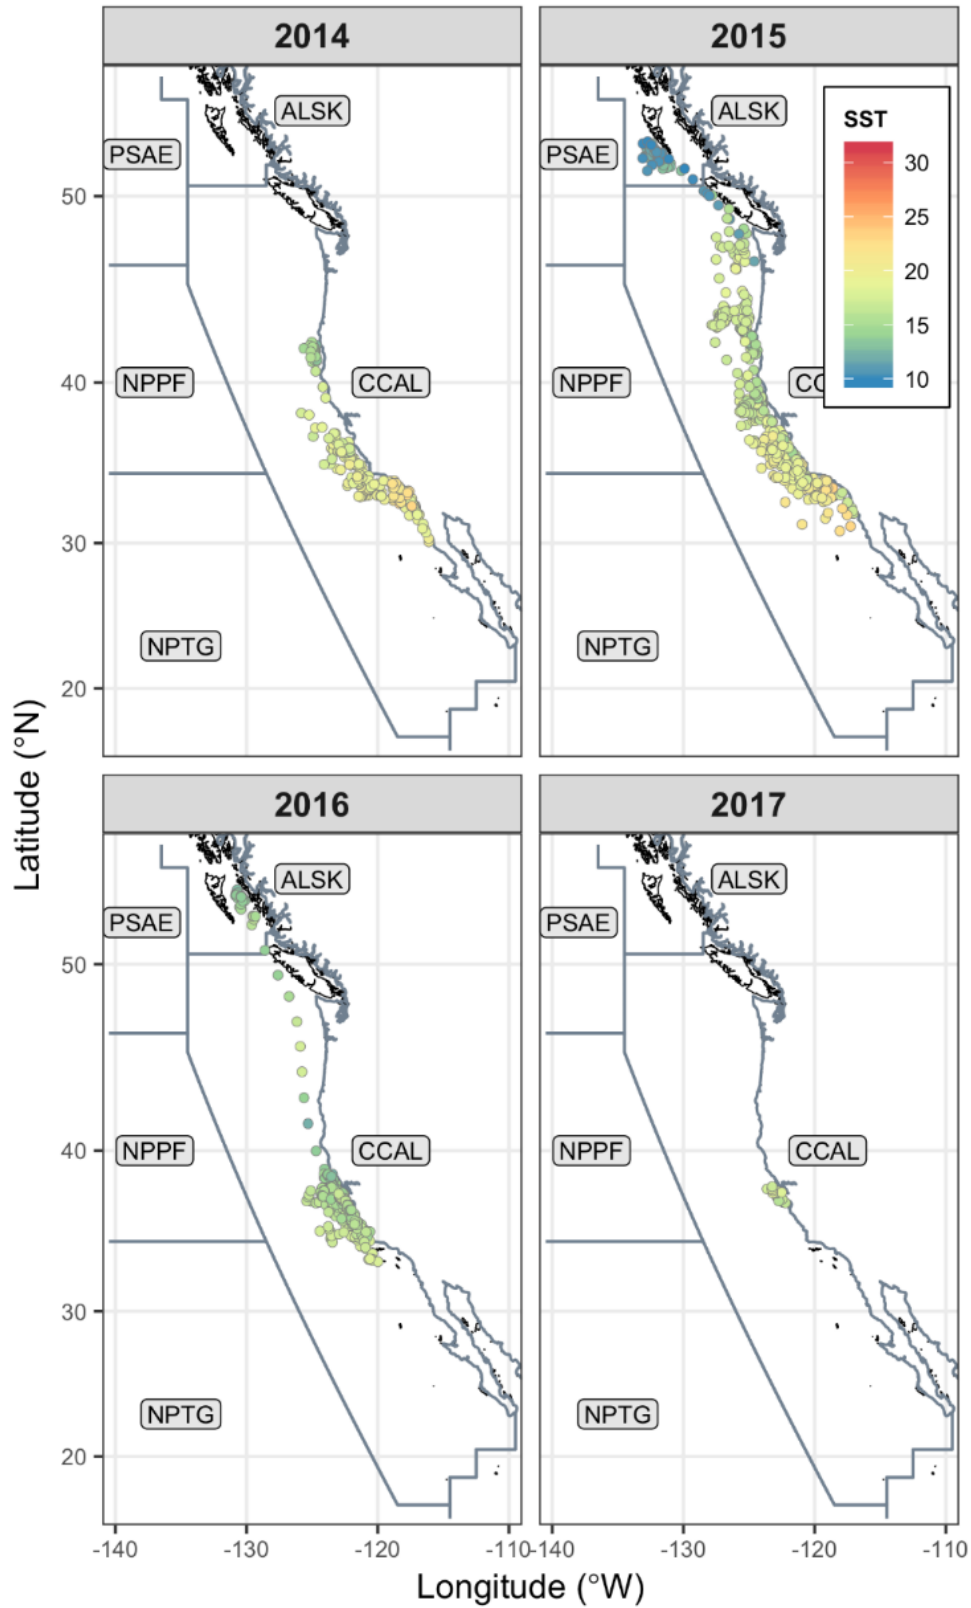 2014
2015
ALSK
ALSK
SST
PSAE
PSAE
30
50
25
20
15
NPPF
CCAL
NPPF
CC
10
40
30
NPTG
NPTG
20
Latitude (°N)
2016
2017
ALSK
ALSK
PSAE
PSAE
50
NPPF
CCAL
NPPF
CCAL
40
30
NPTG
NPTG
20
-140
-130
-120
-110
-140
-130
-120
-110
Longitude (°W)